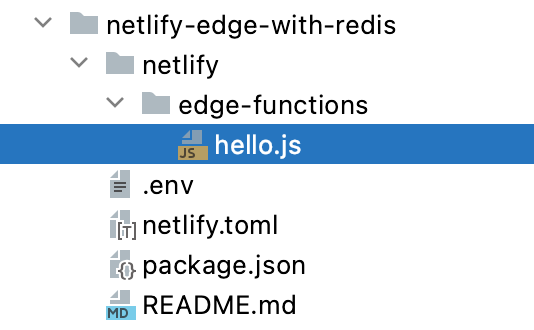 netlify-edge-with-redis
netlify
edge-functions
JS hello.js
.env
[T] netlify.toml
{} package.json
MD README.md